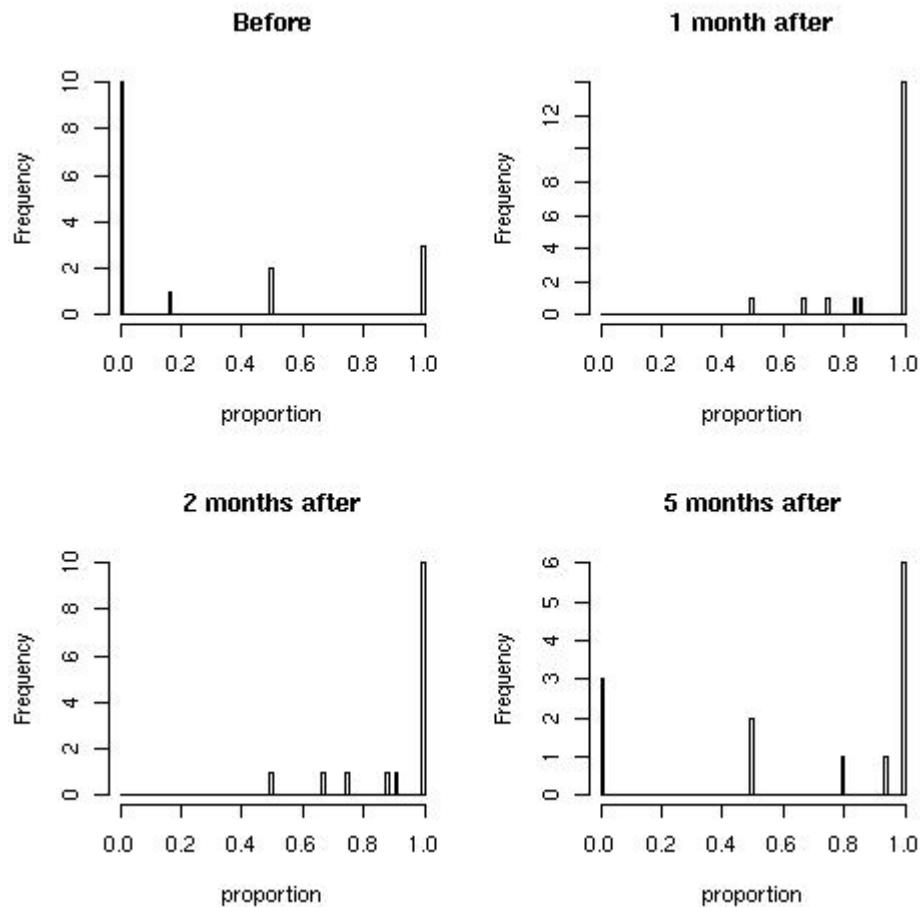 Before
Frequency
0 2 4 6 8 10
0.0 0.2 0.4 0.6 0.8 1.0
proportion
1 month after
Frequency
0 2 4 6 8 12
0.0 0.2 0.4 0.6 0.8 1.0
proportion
2 months after
Frequency
0 2 4 6 8 10
0.0 0.2 0.4 0.6 0.8 1.0
proportion
5 months after
Frequency
0 1 2 3 4 5 6
0.0 0.2 0.4 0.6 0.8 1.0
proportion